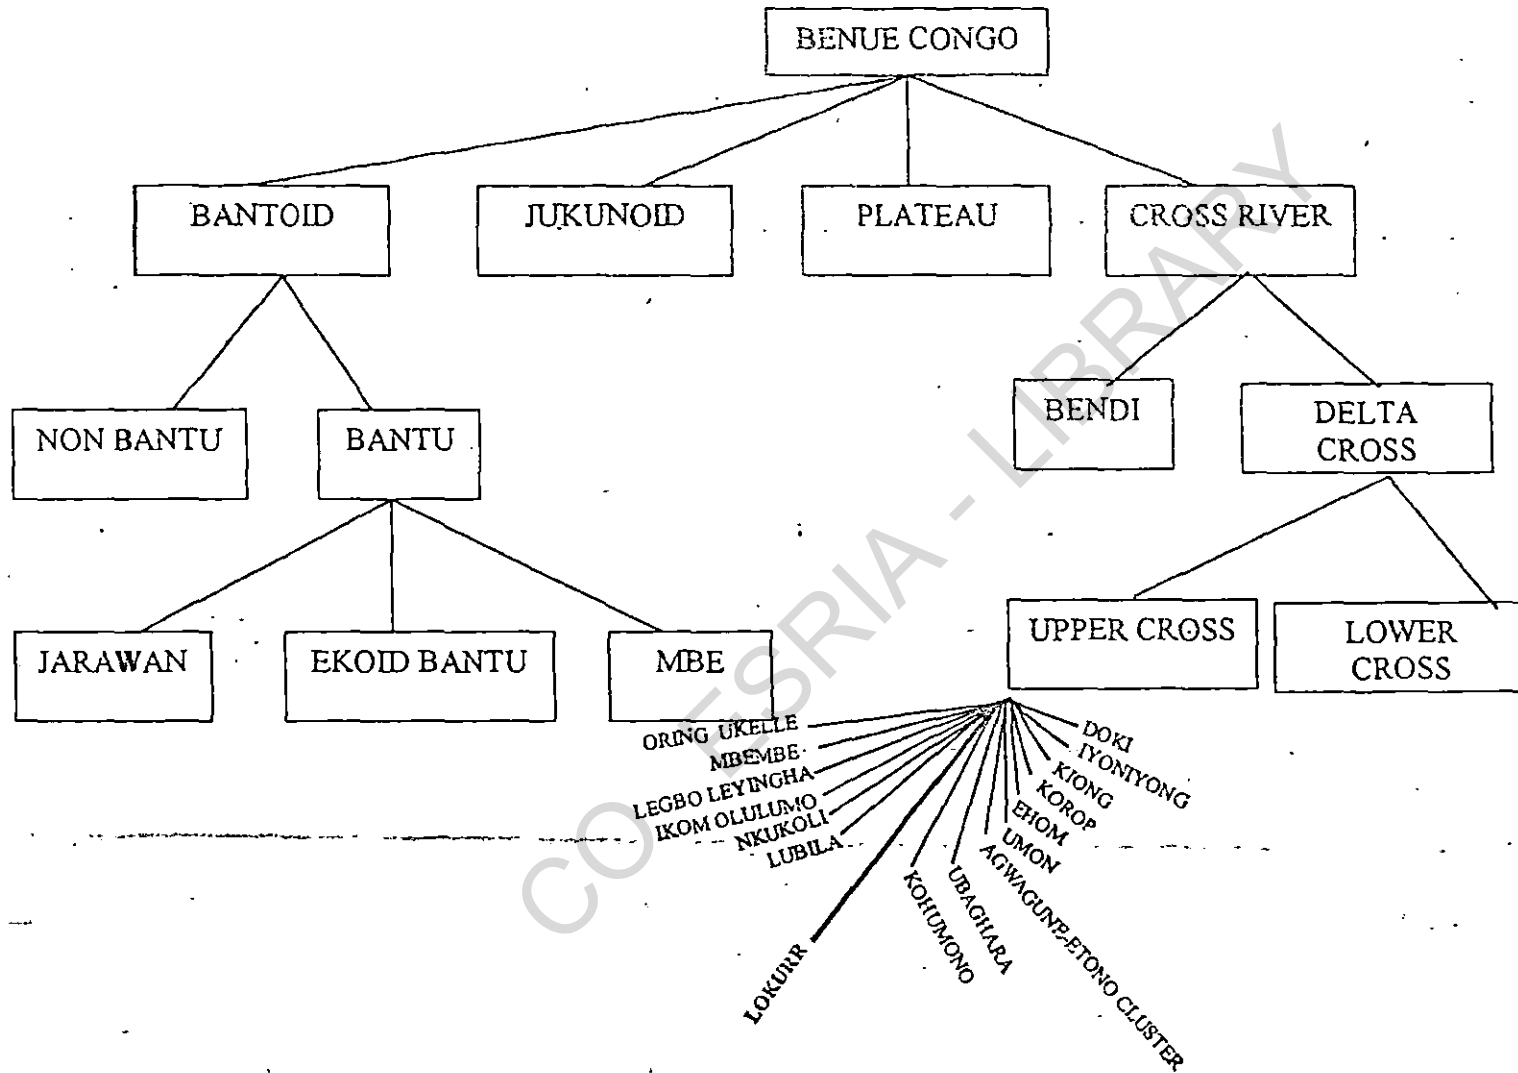 BENUE CONGO
BANTOID
JUKUNOID
PLATEAU
CROSS RIVER
NON BANTU
BANTU
BENDI
DELTA
CROSS
JARAWAN
EKOID BANTU
MBE
UPPER CROSS
LOWER
CROSS
ORING UKELLE
MBEMBE
LEGBO LEYINGHA
IKOM OLULUMO
NKUKOLI
LUBILA
LOKURR
KOHUMONO
UBAGHARA
AGWAGUNE-ETONO CLUSTER
UMON
EHOM
KOROP
KIONG
IYONIYONG
DOKI
CO ESRIA - LIBRARY